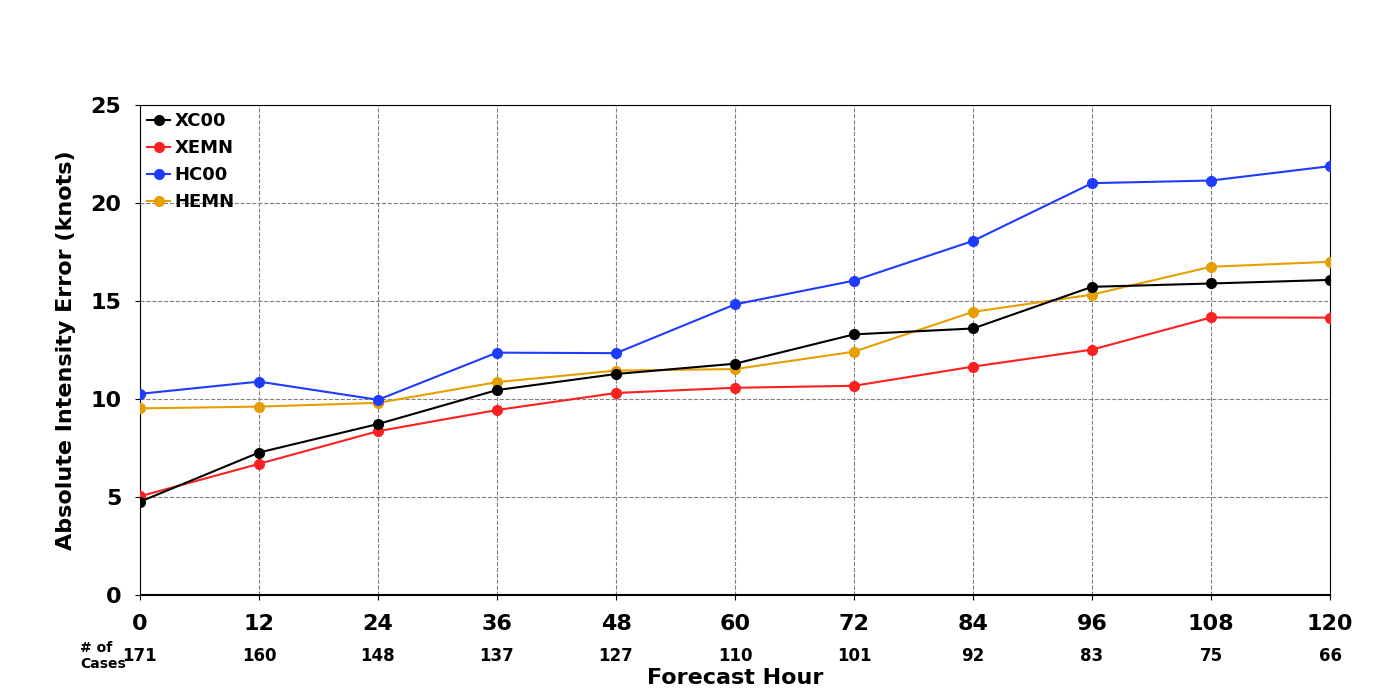 25
XC00
XEMN
HC00
HEMN
20
15
10
5
0
Absolute Intensity Error (knots)
0 12 24 36 48 60 72 84 96 108 120
# of
Cases
171 160 148 137 127 110 101 92 83 75 66
Forecast Hour